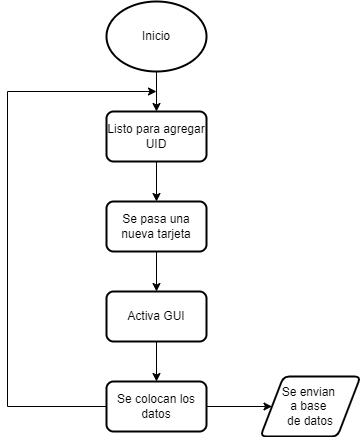 Inicio
Listo para agregar
UID
Se pasa una
nueva tarjeta
Activa GUI
Se colocan los
datos
Se envian
a base
de datos